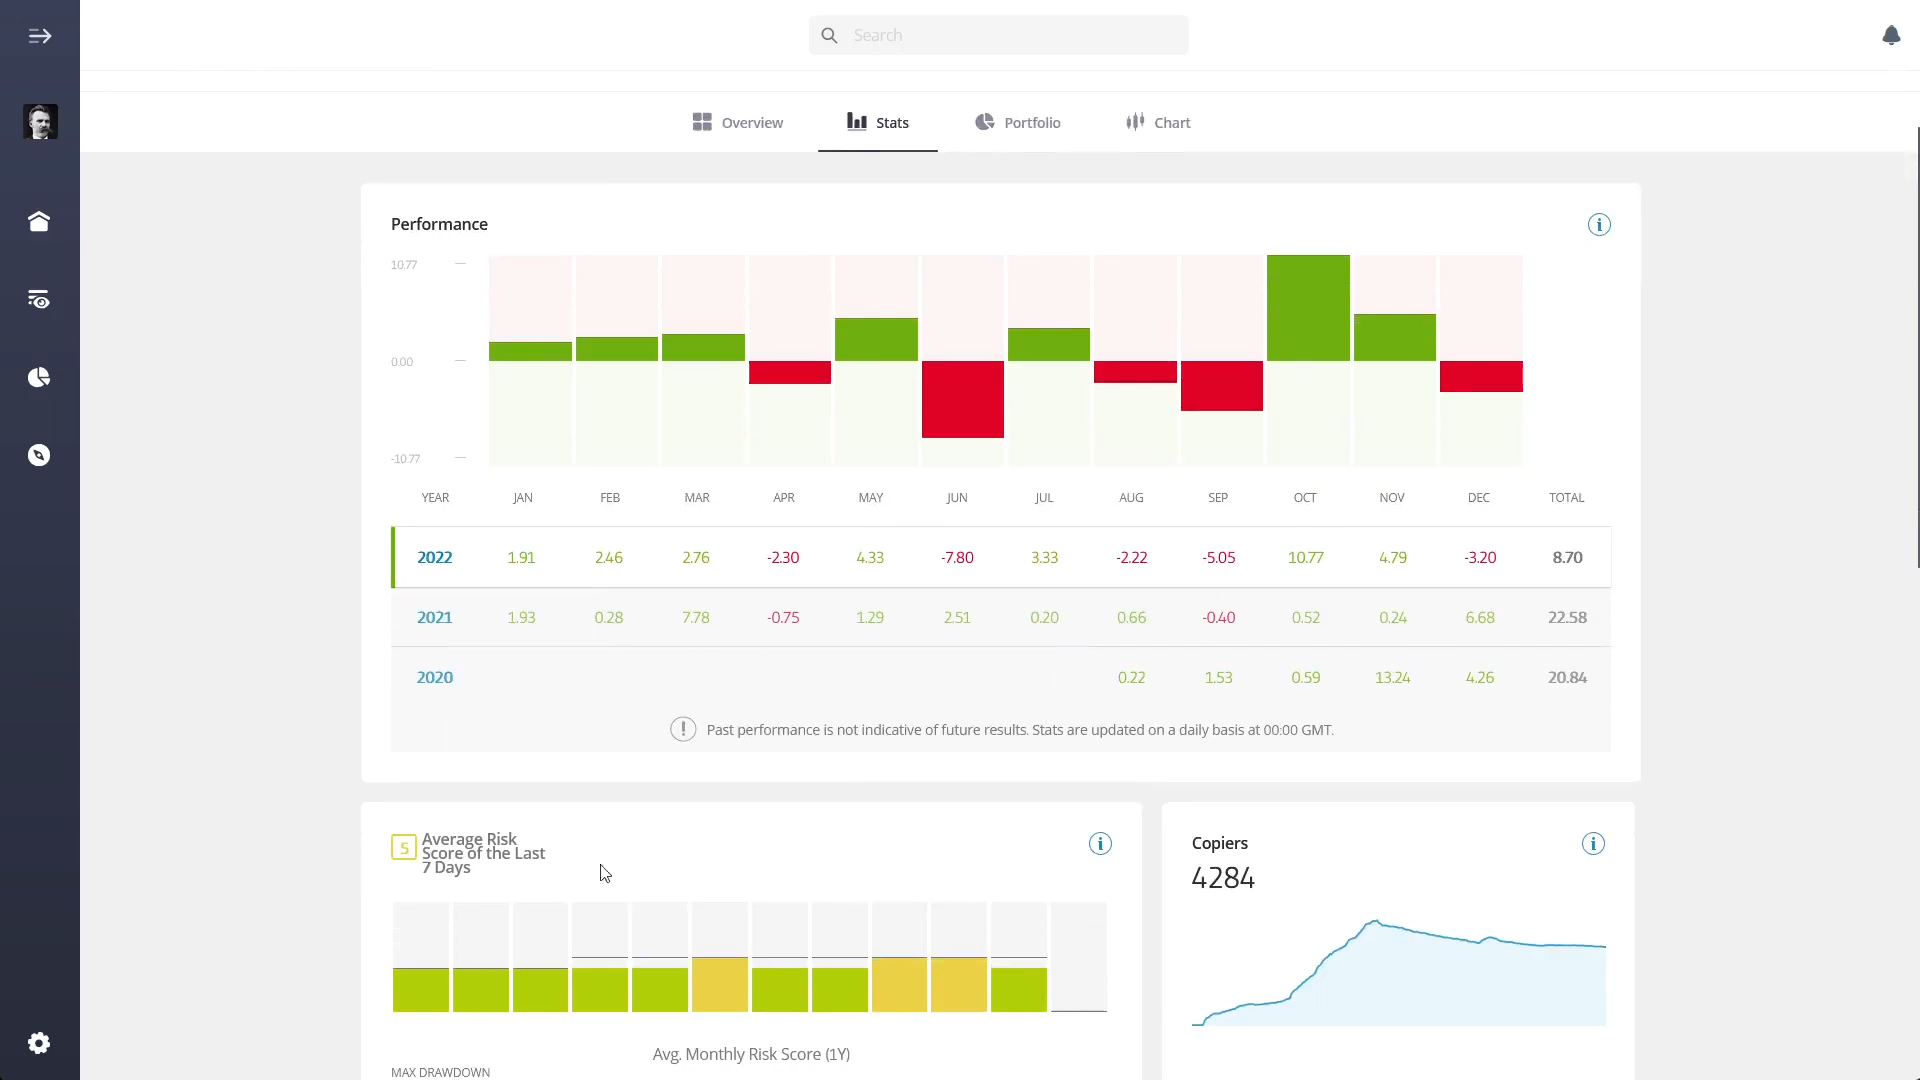 Search
Overview
Stats
Portfolio
Chart
Performance
10.77
0.00
-10.77
YEAR JAN FEB MAR APR MAY JUN JUL AUG SEP OCT NOV DEC TOTAL
2022 1.91 2.46 2.76 -2.30 4.33 -7.80 3.33 -2.22 -5.05 10.77 4.79 -3.20 8.70
2021 1.93 0.28 7.78 -0.75 1.29 2.51 0.20 0.66 -0.40 0.52 0.24 6.68 22.58
2020 0.22 1.53 0.59 13.24 4.26 20.84
Past performance is not indicative of future results. Stats are updated on a daily basis at 00:00 GMT.
5
Average Risk
Score of the Last
7 Days
Avg. Monthly Risk Score (1Y)
MAX DRAWDOWN
Copiers
4284